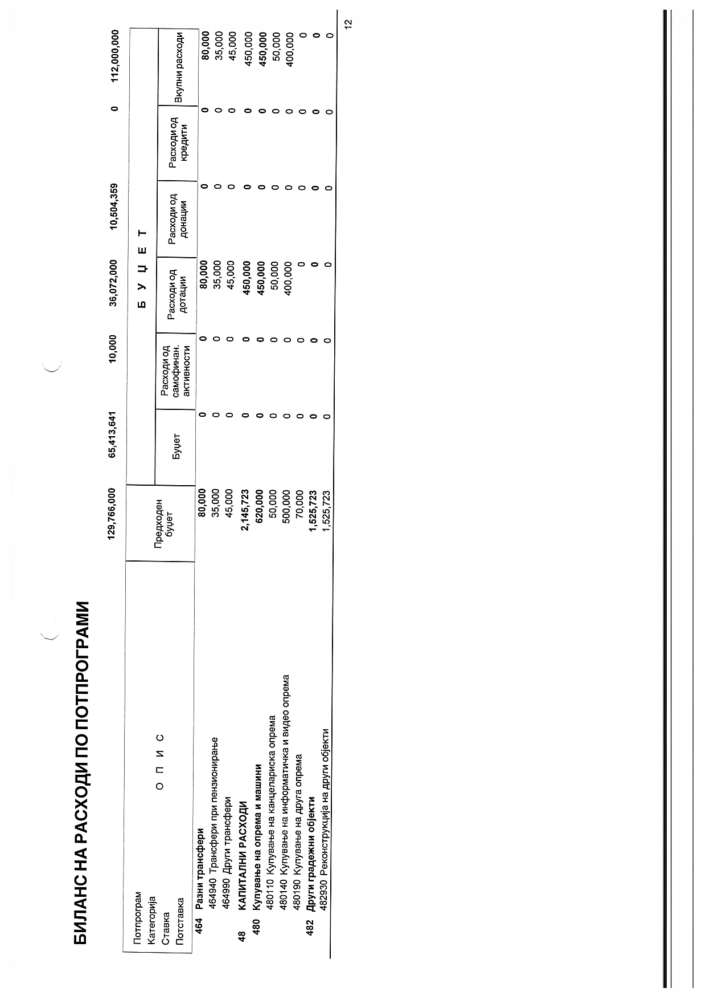 БИЛАНС НА РАСХОДИ ПО ПОТПРОГРАМИ
129,766,000 65,413,641 10,000 36,072,000 10,504,359 0 112,000,000
Потпрограм
Категорија
Ставка
Потставка
О П И С
Предходен буџет
Б У Џ Е Т
Буџет
Расходи од самофинан. активности
Расходи од дотации
Расходи од донации
Расходи од кредити
Вкупни расходи
464 Разни трансфери 80,000 0 0 80,000 0 0 80,000
464940 Трансфери при пензионирање 35,000 0 0 35,000 0 0 35,000
464990 Други трансфери 45,000 0 0 45,000 0 0 45,000
48 КАПИТАЛНИ РАСХОДИ 2,145,723 0 0 450,000 0 0 450,000
480 Купување на опрема и машини 620,000 0 0 450,000 0 0 450,000
480110 Купување на канцелариска опрема 50,000 0 0 50,000 0 0 50,000
480140 Купување на информатичка и видео опрема 500,000 0 0 400,000 0 0 400,000
480190 Купување на друга опрема 70,000 0 0 0 0 0 0
482 Други градежни објекти 1,525,723 0 0 0 0 0 0
482930 Реконструкција на други објекти 1,525,723 0 0 0 0 0 0
12